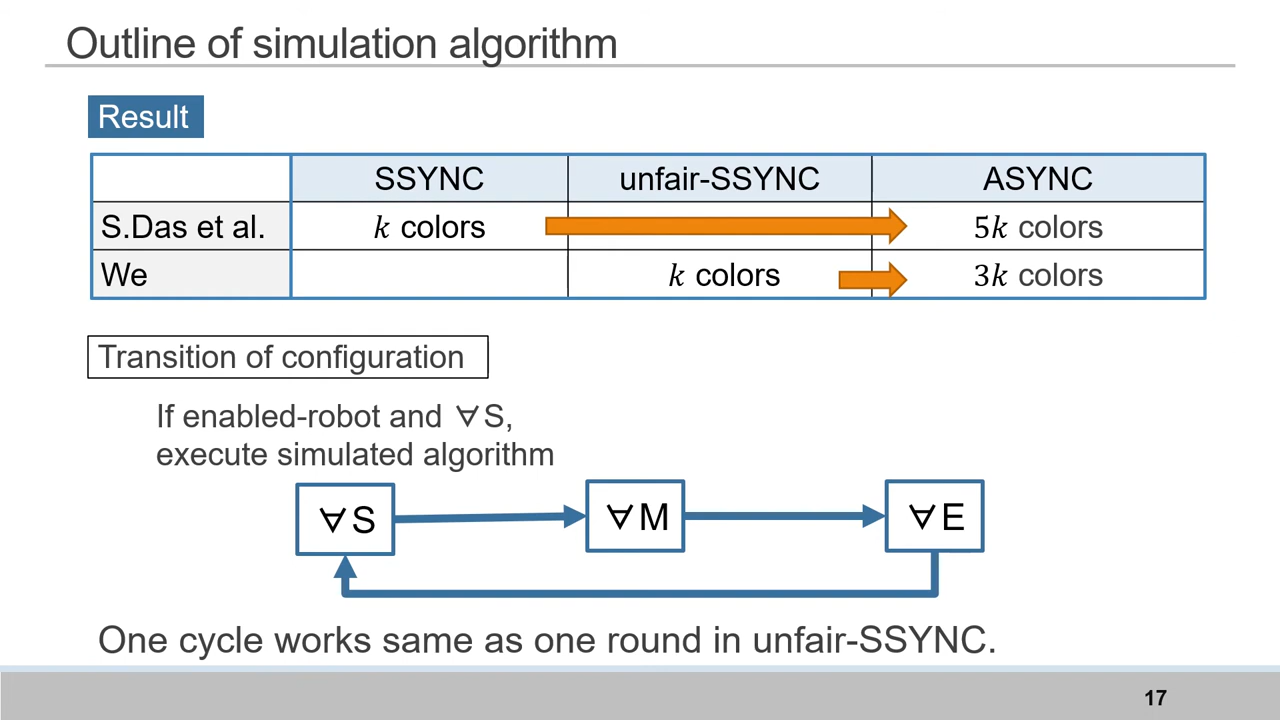 Outline of simulation algorithm
Result
SSYNC unfair-SSYNC ASYNC
S.Das et al. k colors 5k colors
We k colors 3k colors
Transition of configuration
If enabled-robot and ∀S,
execute simulated algorithm
∀S ∀M ∀E
One cycle works same as one round in unfair-SSYNC.
17